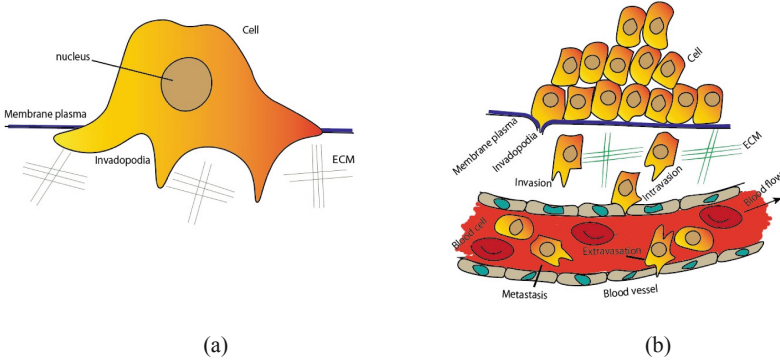 Cell
nucleus
Membrane plasma
Invadopodia
ECM
(a)
Cell
Membrane plasma
Invadopodia
ECM
Invasion
Intravasion
Blood flow
Blood cell
Extravasation
Metastasis
Blood vessel
(b)